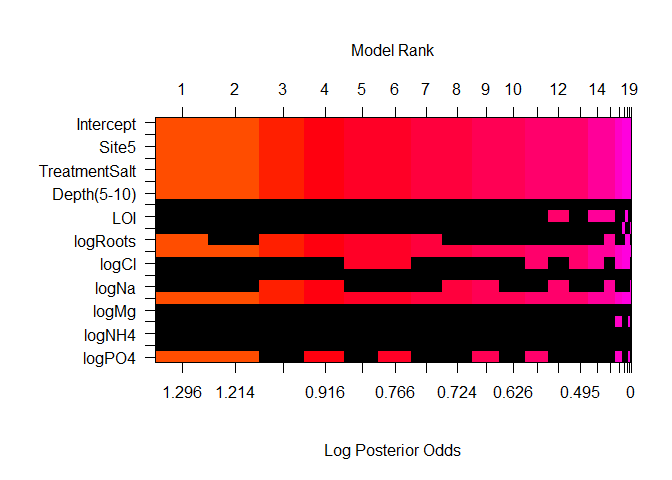 Model Rank
1 2 3 4 5 6 7 8 9 10 12 14 19
Intercept
Site5
TreatmentSalt
Depth(5-10)
LOI
logRoots
logCl
logNa
logMg
logNH4
logPO4
1.296 1.214 0.916 0.766 0.724 0.626 0.495 0
Log Posterior Odds